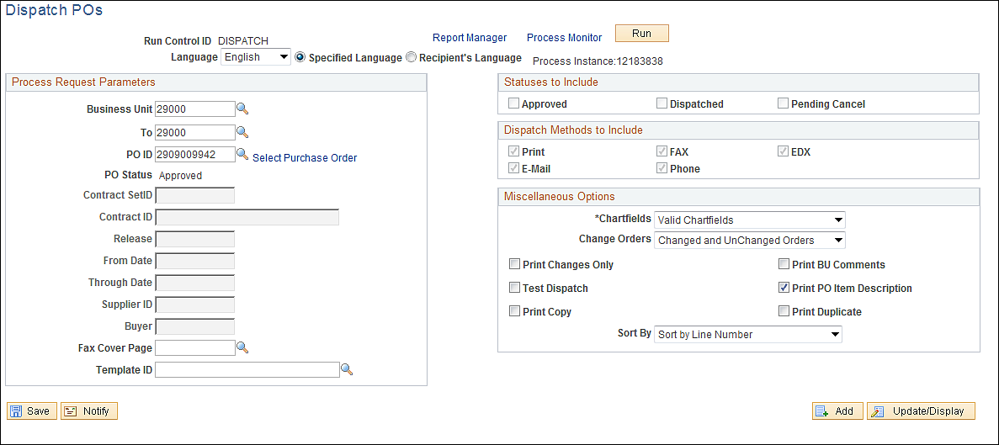 Dispatch POs
Run Control ID DISPATCH
Report Manager Process Monitor Run
Language English Specified Language Recipient's Language Process Instance:12183838
Process Request Parameters
Business Unit 29000
To 29000
PO ID 2909009942 Select Purchase Order
PO Status Approved
Contract SetID
Contract ID
Release
From Date
Through Date
Supplier ID
Buyer
Fax Cover Page
Template ID
Statuses to Include
Approved Dispatched Pending Cancel
Dispatch Methods to Include
Print FAX EDX
E-Mail Phone
Miscellaneous Options
*Chartfields Valid Chartfields
Change Orders Changed and UnChanged Orders
Print Changes Only Print BU Comments
Test Dispatch Print PO Item Description
Print Copy Print Duplicate
Sort By Sort by Line Number
Save Notify Add Update/Display